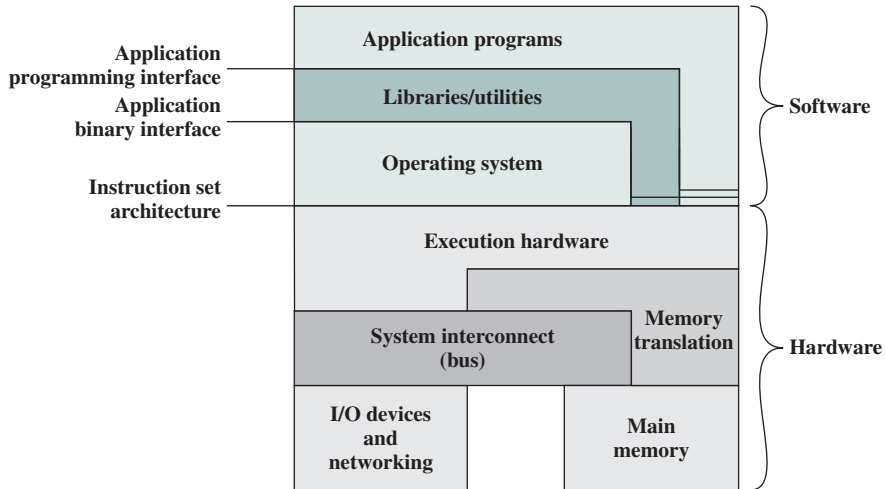 Application programs
Application
programming interface
Libraries/utilities
Application
binary interface
Software
Operating system
Instruction set
architecture
Execution hardware
Memory
translation
System interconnect
(bus)
Hardware
I/O devices
and
networking
Main
memory